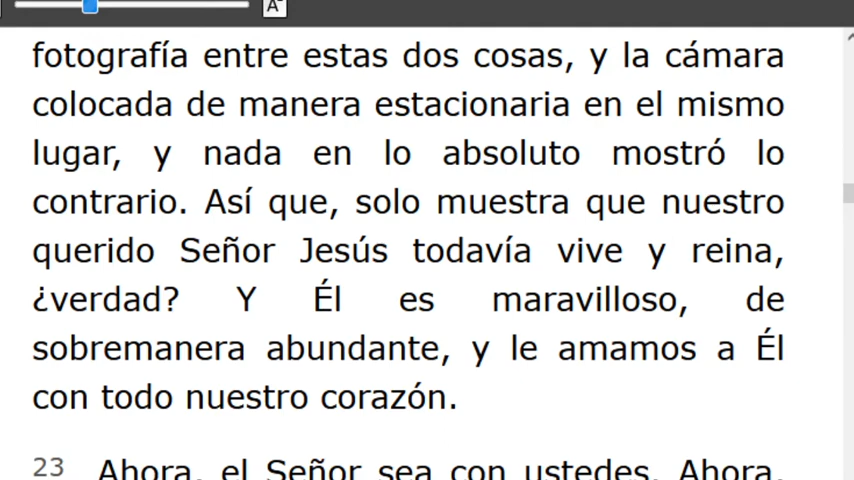 A
fotografía entre estas dos cosas, y la cámara
colocada de manera estacionaria en el mismo
lugar, y nada en lo absoluto mostró lo
contrario. Así que, solo muestra que nuestro
querido Señor Jesús todavía vive y reina,
¿verdad? Y Él es maravilloso, de
sobremanera abundante, y le amamos a Él
con todo nuestro corazón.
23 Ahora, el Señor sea con ustedes. Ahora,